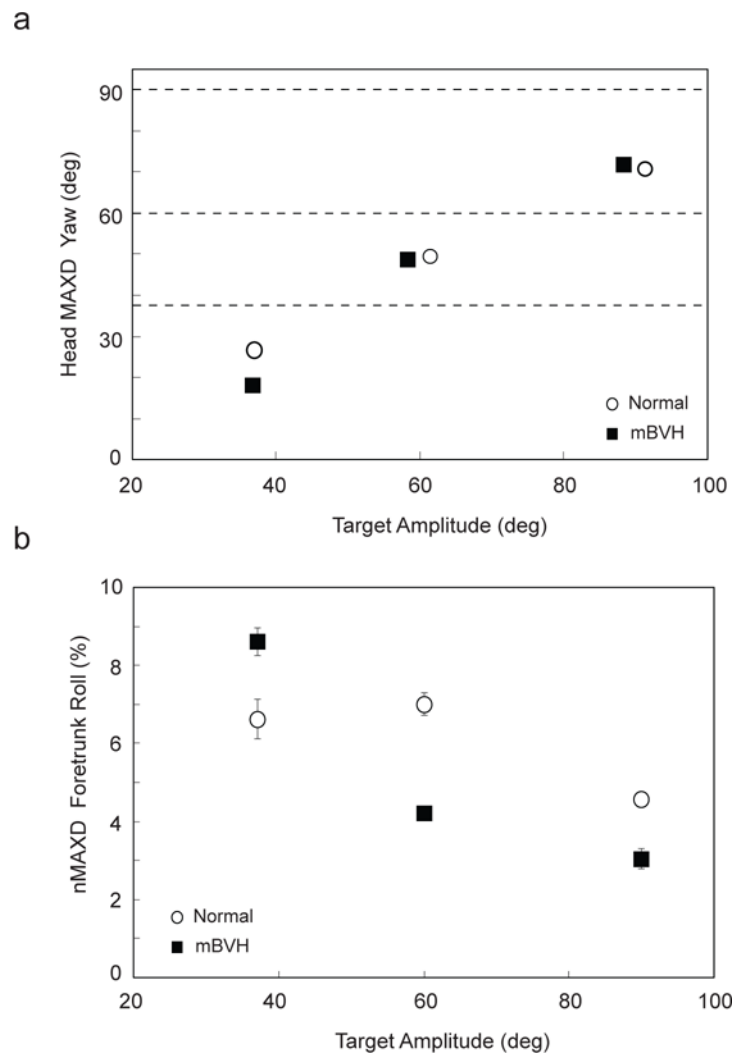 a
Head MAXD Yaw (deg)
90
60
30
0
20 40 60 80 100
Target Amplitude (deg)
Normal
mBVH
b
nMAXD Foretrunk Roll (%)
10
8
6
4
2
0
20 40 60 80 100
Target Amplitude (deg)
Normal
mBVH